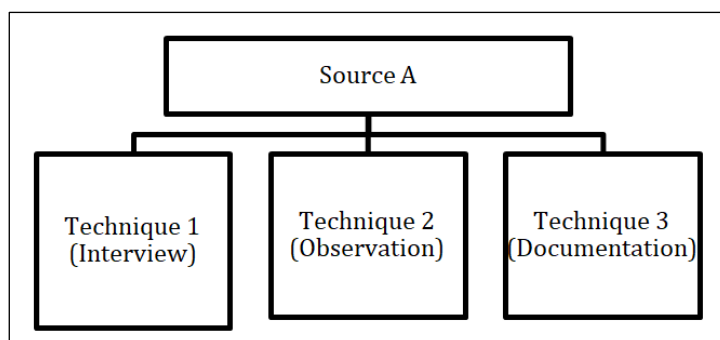 Source A
Technique 1
(Interview)
Technique 2
(Observation)
Technique 3
(Documentation)